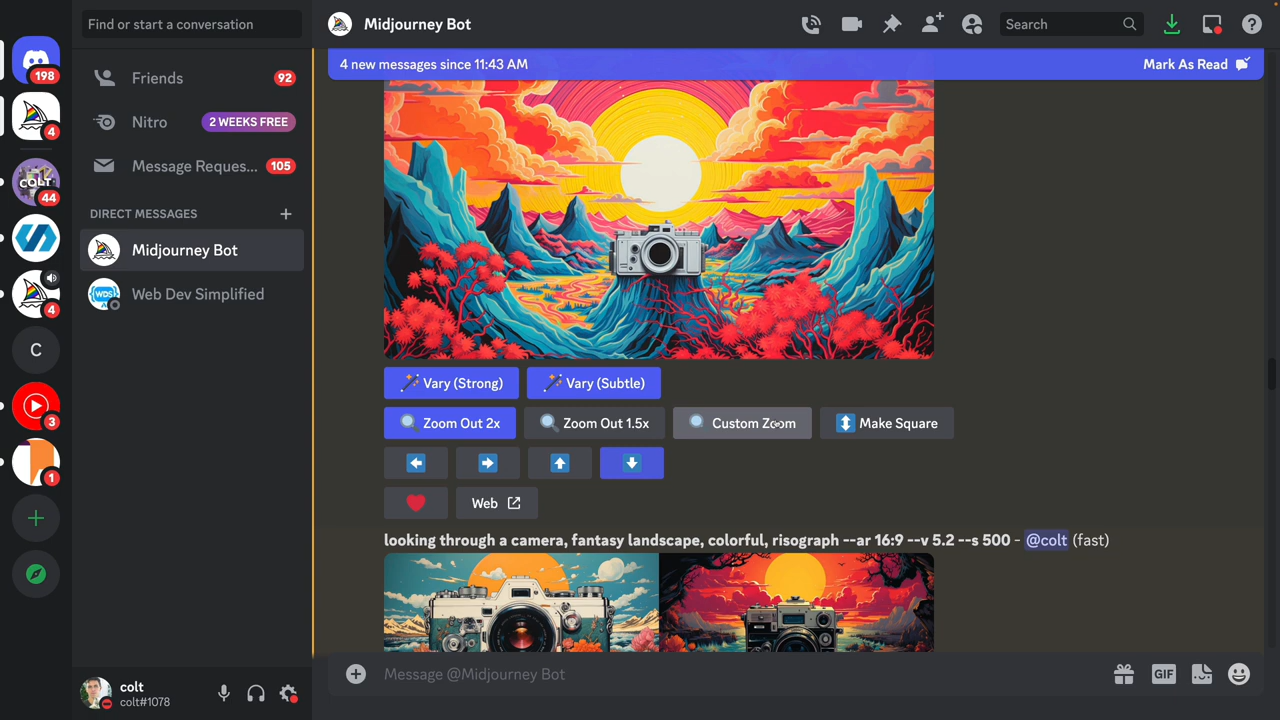 Find or start a conversation
198
4
COLT
44
4
C
3
1
Friends
92
Nitro
2 WEEKS FREE
Message Reques...
105
DIRECT MESSAGES
Midjourney Bot
WDS
Web Dev Simplified
colt
colt#1078
Midjourney Bot
Search
4 new messages since 11:43 AM
Mark As Read
Vary (Strong)
Vary (Subtle)
Zoom Out 2x
Zoom Out 1.5x
Custom Zoom
Make Square
Web
looking through a camera, fantasy landscape, colorful, risograph --ar 16:9 --v 5.2 --s 500 - @colt (fast)
Message @Midjourney Bot
GIF